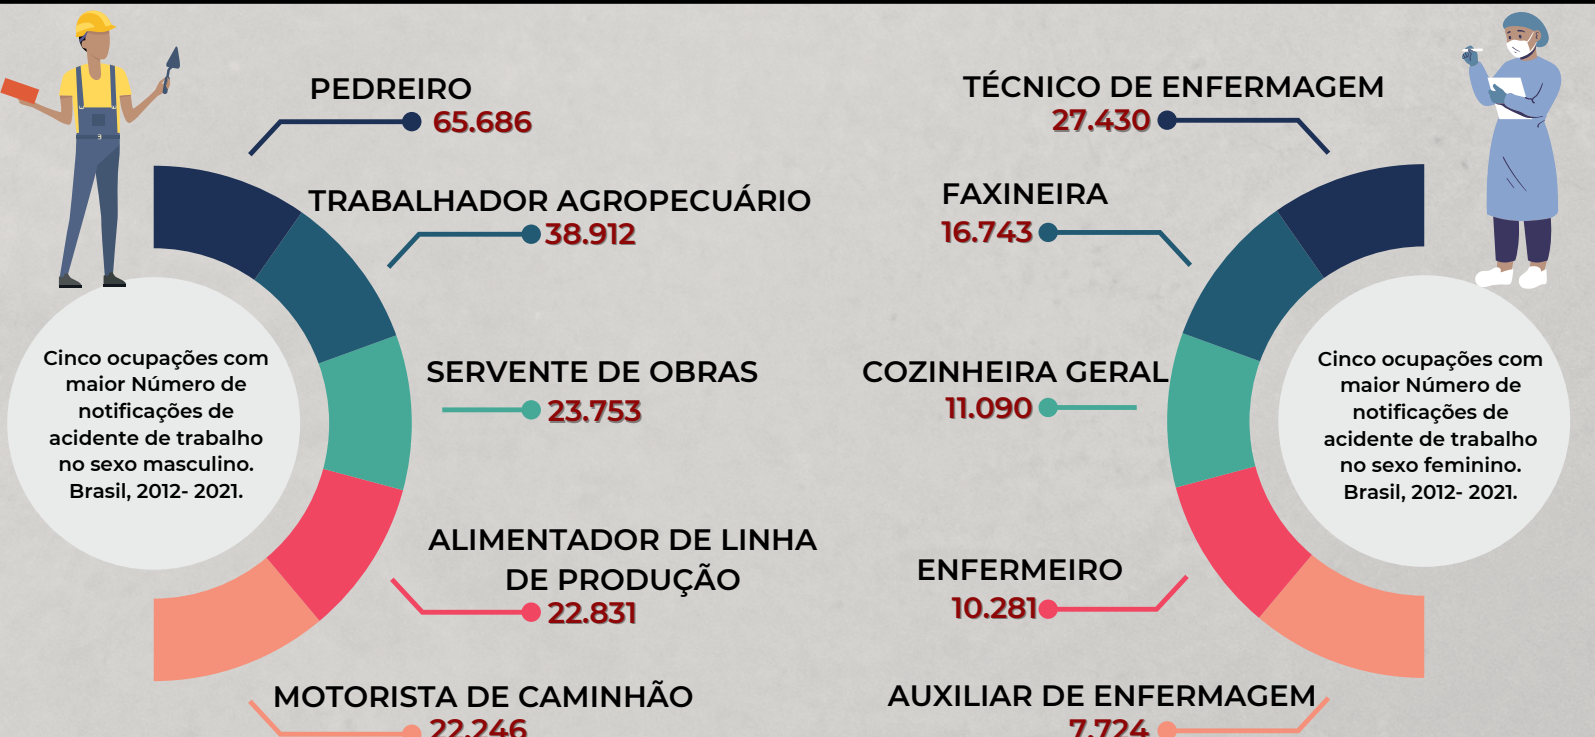 PEDREIRO
65.686
TRABALHADOR AGROPECUÁRIO
38.912
SERVENTE DE OBRAS
23.753
ALIMENTADOR DE LINHA
DE PRODUÇÃO
22.831
MOTORISTA DE CAMINHÃO
22.246
Cinco ocupações com
maior Número de
notificações de
acidente de trabalho
no sexo masculino.
Brasil, 2012- 2021.
TÉCNICO DE ENFERMAGEM
27.430
FAXINEIRA
16.743
COZINHEIRA GERAL
11.090
ENFERMEIRO
10.281
AUXILIAR DE ENFERMAGEM
7.724
Cinco ocupações com
maior Número de
notificações de
acidente de trabalho
no sexo feminino.
Brasil, 2012- 2021.